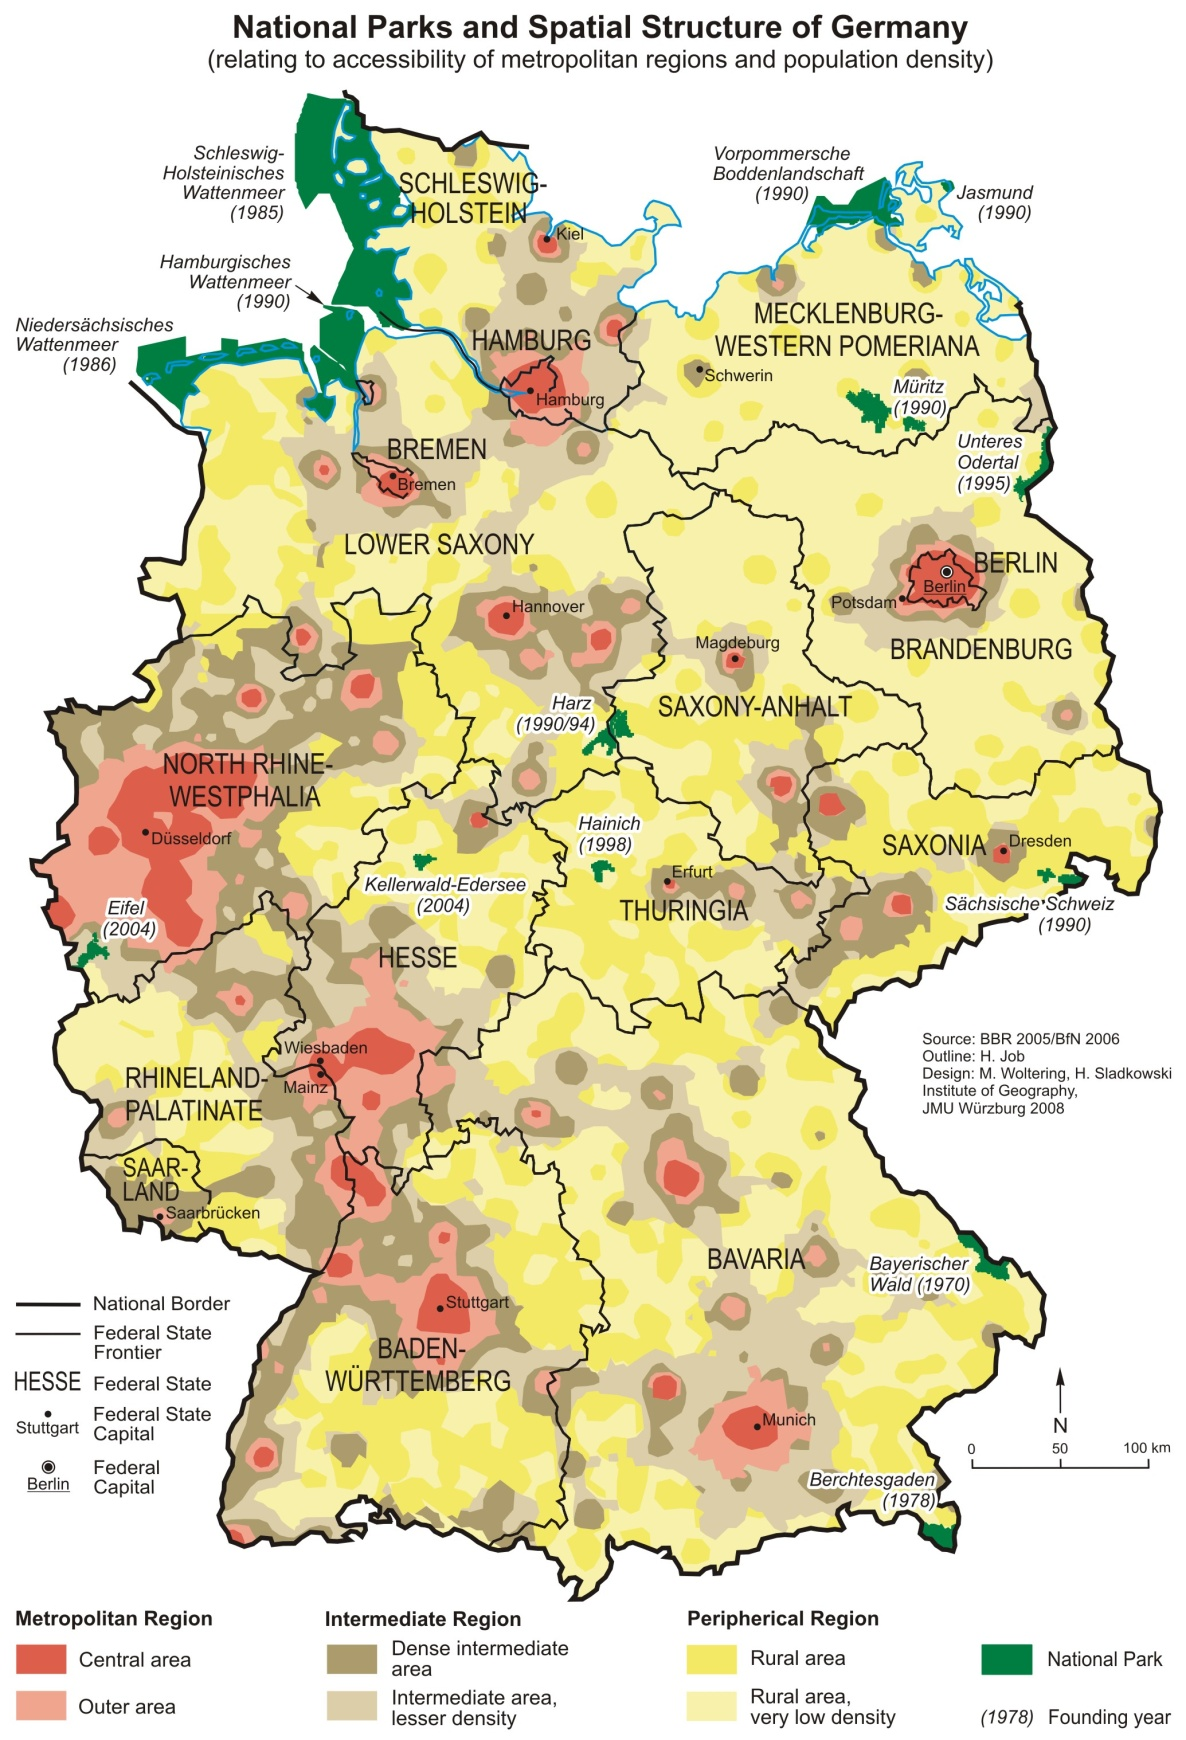 National Parks and Spatial Structure of Germany
(relating to accessibility of metropolitan regions and population density)
Schleswig-
Holsteinisches
Wattenmeer
(1985)
Vorpommersche
Boddenlandschaft
(1990)
Jasmund
(1990)
SCHLESWIG-
HOLSTEIN
Kiel
Hamburgisches
Wattenmeer
(1990)
Niedersächsisches
Wattenmeer
(1986)
HAMBURG
Hamburg
MECKLENBURG-
WESTERN POMERIANA
Schwerin
Müritz
(1990)
Unteres
Odertal
(1995)
BREMEN
Bremen
LOWER SAXONY
BERLIN
Berlin
Potsdam
Hannover
BRANDENBURG
Magdeburg
SAXONY-ANHALT
Harz
(1990/94)
NORTH RHINE-
WESTPHALIA
Düsseldorf
Hainich
(1998)
SAXONIA
Dresden
Kellerwald-Edersee
(2004)
Erfurt
THURINGIA
Sächsische Schweiz
(1990)
Eifel
(2004)
HESSE
Wiesbaden
Mainz
RHINELAND-
PALATINATE
Source: BBR 2005/BfN 2006
Outline: H. Job
Design: M. Woltering, H. Sladkowski
Institute of Geography,
JMU Würzburg 2008
SAAR-
LAND
Saarbrücken
BAVARIA
Bayerischer
Wald (1970)
Stuttgart
BADEN-
WÜRTTEMBERG
Munich
Berchtesgaden
(1978)
National Border
Federal State
Frontier
HESSE Federal State
Stuttgart Federal State
Capital
Berlin Federal
Capital
N
0 50 100 km
Metropolitan Region
Central area
Outer area
Intermediate Region
Dense intermediate
area
Intermediate area,
lesser density
Peripherical Region
Rural area
Rural area,
very low density
National Park
(1978) Founding year